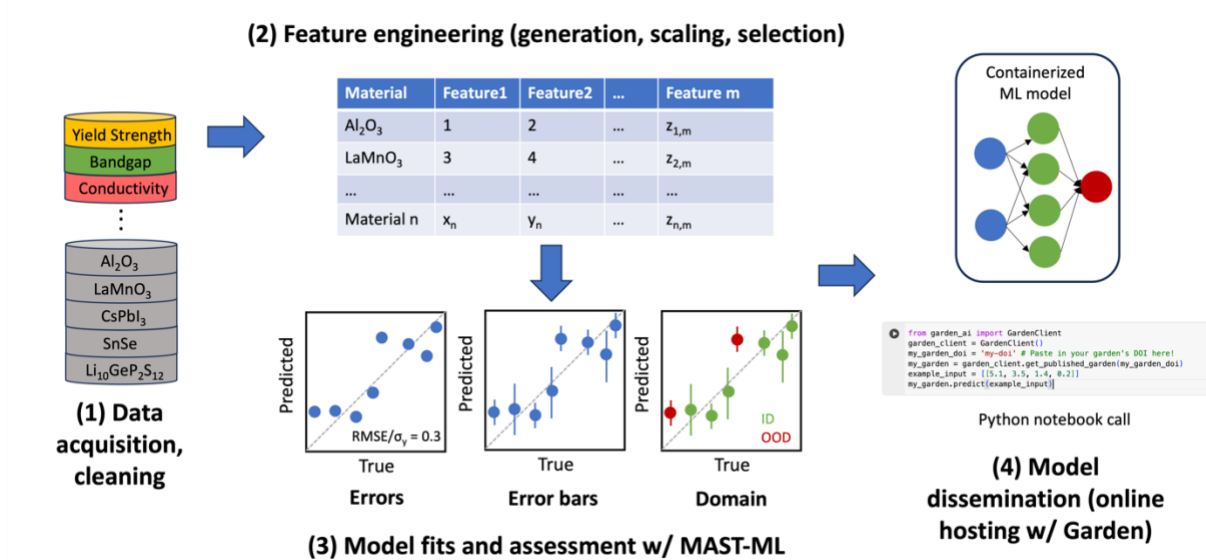 (2) Feature engineering (generation, scaling, selection)
Yield Strength
Bandgap
Conductivity
⋮
Al₂O₃
LaMnO₃
CsPbI₃
SnSe
Li₁₀GeP₂S₁₂
(1) Data
acquisition,
cleaning
Material Feature1 Feature2 ... Feature m
Al₂O₃ 1 2 ... z₁,ₘ
LaMnO₃ 3 4 ... z₂,ₘ
... ... ... ... ...
Material n xₙ yₙ ... zₙ,ₘ
Predicted
RMSE/σᵧ = 0.3
True
Errors
Predicted
True
Error bars
Predicted
ID
OOD
True
Domain
(3) Model fits and assessment w/ MAST-ML
Containerized
ML model
from garden_ai import GardenClient
garden_client = GardenClient()
my_garden_doi = 'my-doi' # Paste in your garden's DOI here!
my_garden = garden_client.get_published_garden(my_garden_doi)
example_input = [[5.1, 3.5, 1.4, 0.2]]
my_garden.predict(example_input)
Python notebook call
(4) Model
dissemination (online
hosting w/ Garden)